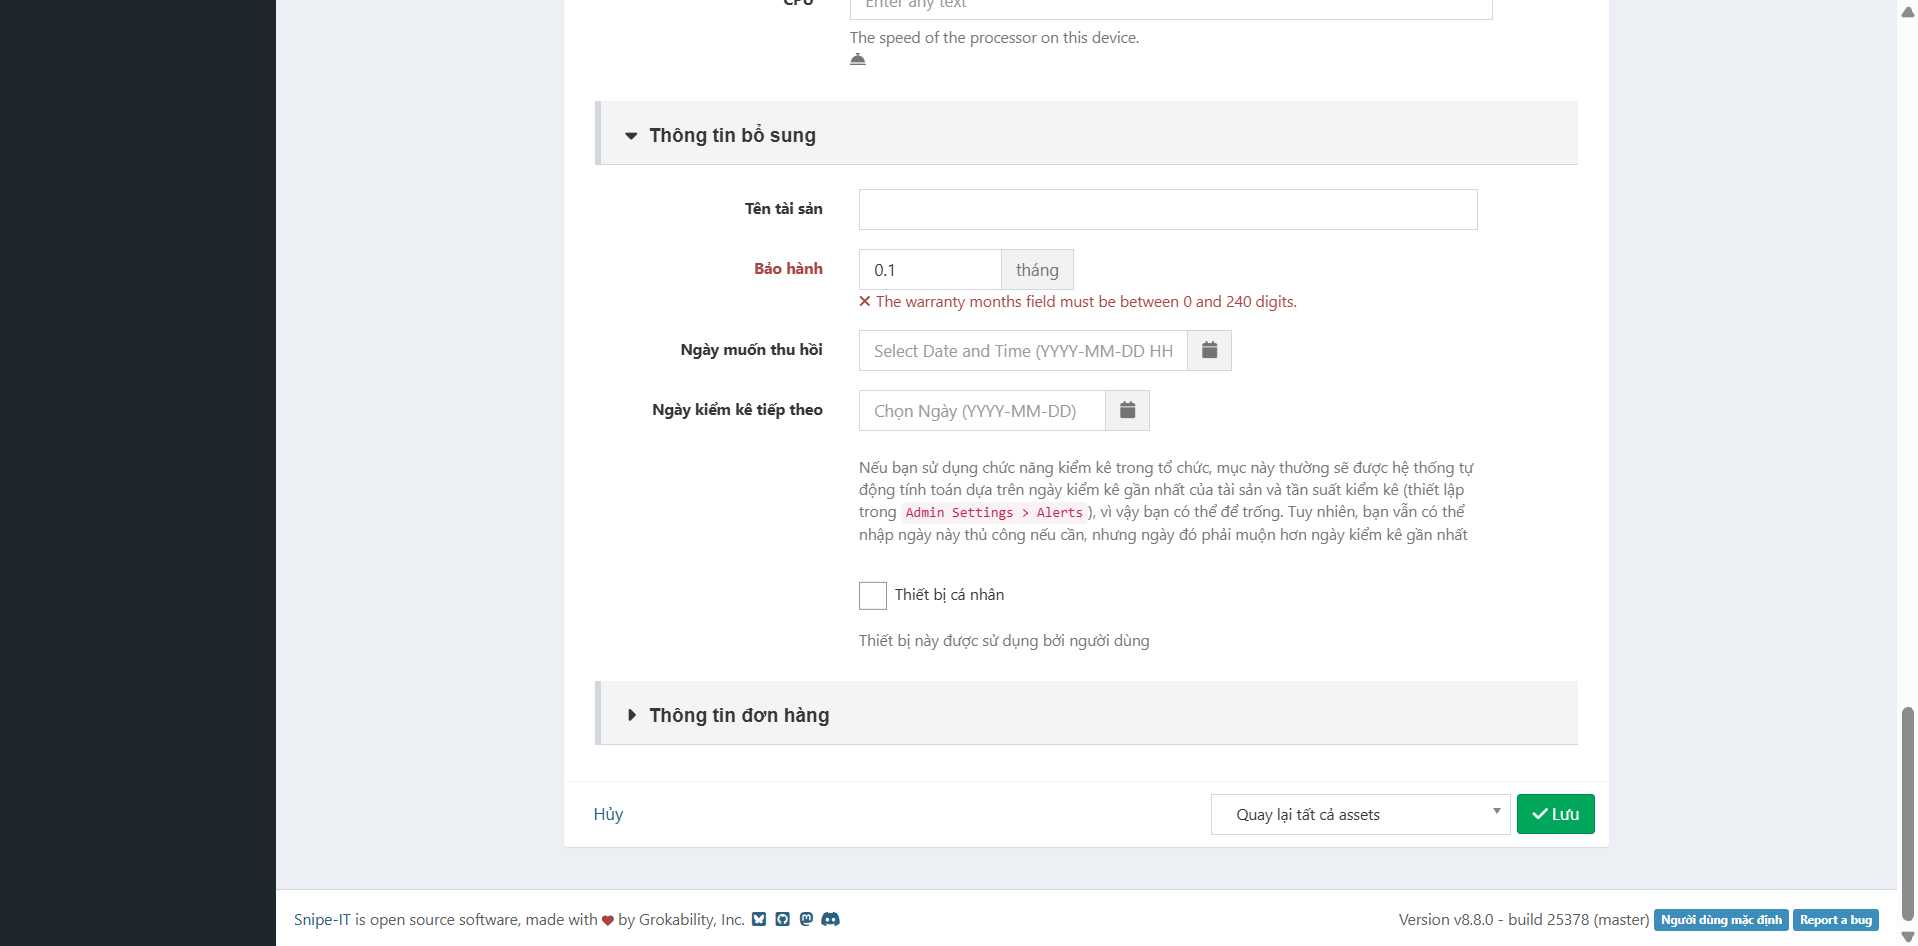 CPU
Enter any text
The speed of the processor on this device.
Thông tin bổ sung
Tên tài sản
Bảo hành
0.1 tháng
The warranty months field must be between 0 and 240 digits.
Ngày muốn thu hồi
Select Date and Time (YYYY-MM-DD HH
Ngày kiểm kê tiếp theo
Chọn Ngày (YYYY-MM-DD)
Nếu bạn sử dụng chức năng kiểm kê trong tổ chức, mục này thường sẽ được hệ thống tự
động tính toán dựa trên ngày kiểm kê gần nhất của tài sản và tần suất kiểm kê (thiết lập
trong Admin Settings > Alerts), vì vậy bạn có thể để trống. Tuy nhiên, bạn vẫn có thể
nhập ngày này thủ công nếu cần, nhưng ngày đó phải muộn hơn ngày kiểm kê gần nhất
Thiết bị cá nhân
Thiết bị này được sử dụng bởi người dùng
Thông tin đơn hàng
Hủy
Quay lại tất cả assets
Lưu
Snipe-IT is open source software, made with ♥ by Grokability, Inc.
Version v8.8.0 - build 25378 (master) Người dùng mặc định Report a bug